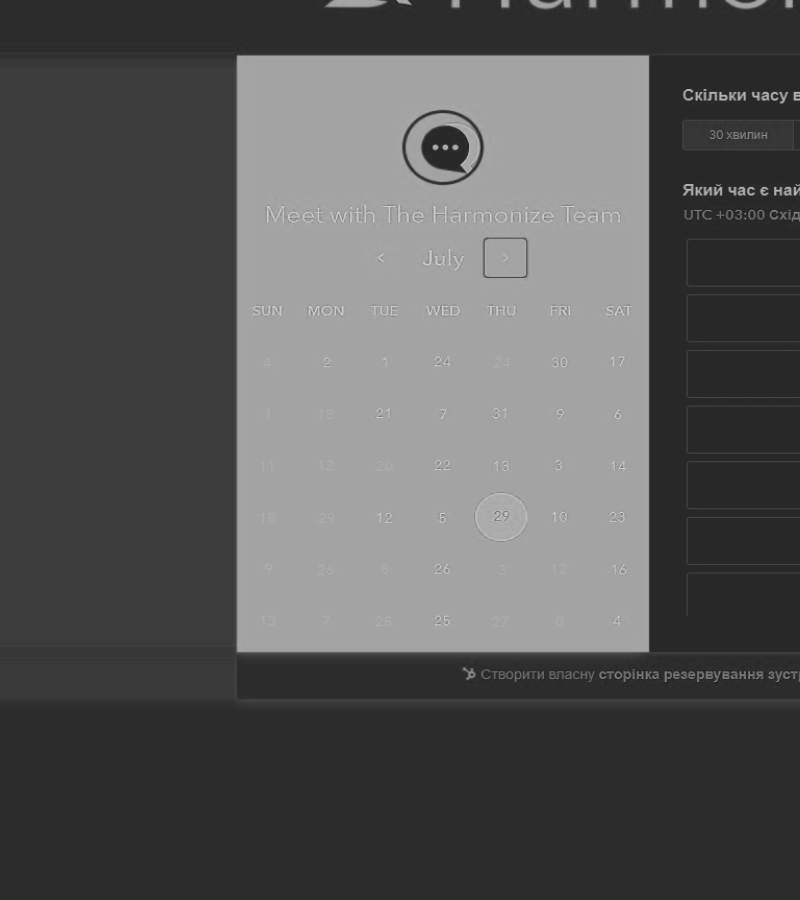 Meet with The Harmonize Team
July
SUN MON TUE WED THU FRI SAT
4 2 1 24 24 30 17
1 18 21 7 31 9 6
11 12 20 22 13 3 14
18 29 12 5 29 10 23
9 26 8 26 3 12 16
13 7 25 27 8 4
Скільки часу в
30 хвилин
Який час є най
UTC +03:00 Схід
Створити власну сторінка резервування зуст